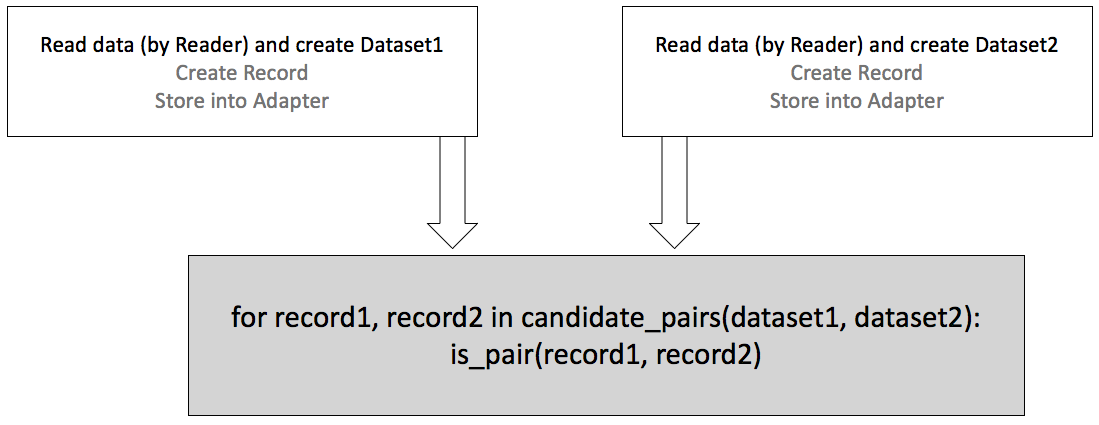 Read data (by Reader) and create Dataset1
Create Record
Store into Adapter
Read data (by Reader) and create Dataset2
Create Record
Store into Adapter
for record1, record2 in candidate_pairs(dataset1, dataset2):
is_pair(record1, record2)